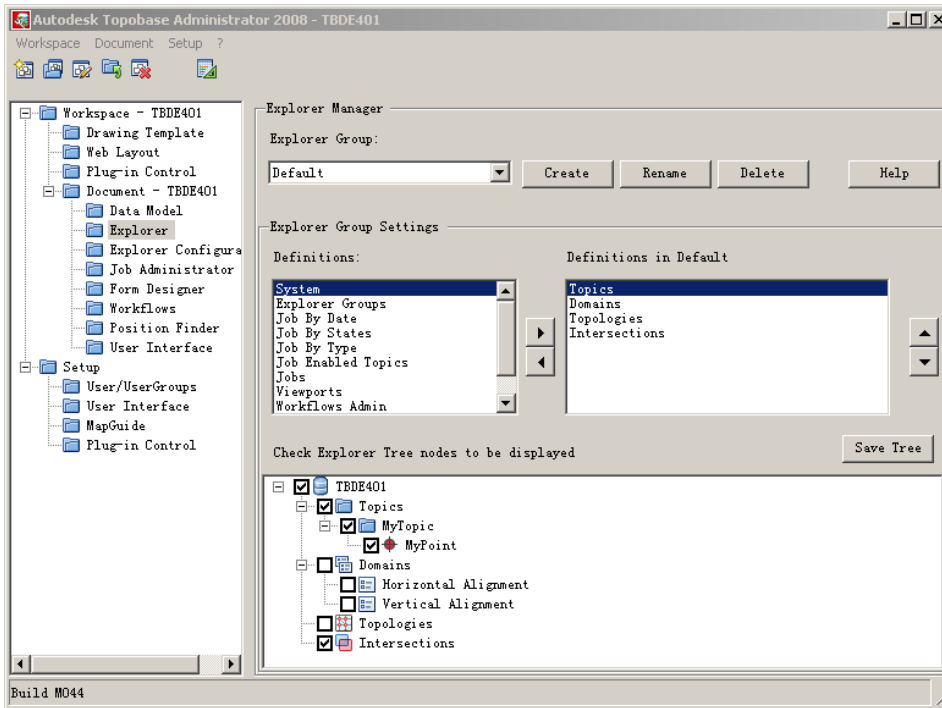 Autodesk Topobase Administrator 2008 - TBDE401
Workspace Document Setup ?
Workspace - TBDE401
Drawing Template
Web Layout
Plug-in Control
Document - TBDE401
Data Model
Explorer
Explorer Configura
Job Administrator
Form Designer
Workflows
Position Finder
User Interface
Setup
User/UserGroups
User Interface
MapGuide
Plug-in Control
Explorer Manager
Explorer Group:
Default
Create
Rename
Delete
Help
Explorer Group Settings
Definitions:
System
Explorer Groups
Job By Date
Job By States
Job By Type
Job Enabled Topics
Jobs
Viewports
Workflows Admin
Definitions in Default
Topics
Domains
Topologies
Intersections
Check Explorer Tree nodes to be displayed
Save Tree
TBDE401
Topics
MyTopic
MyPoint
Domains
Horizontal Alignment
Vertical Alignment
Topologies
Intersections
Build M044